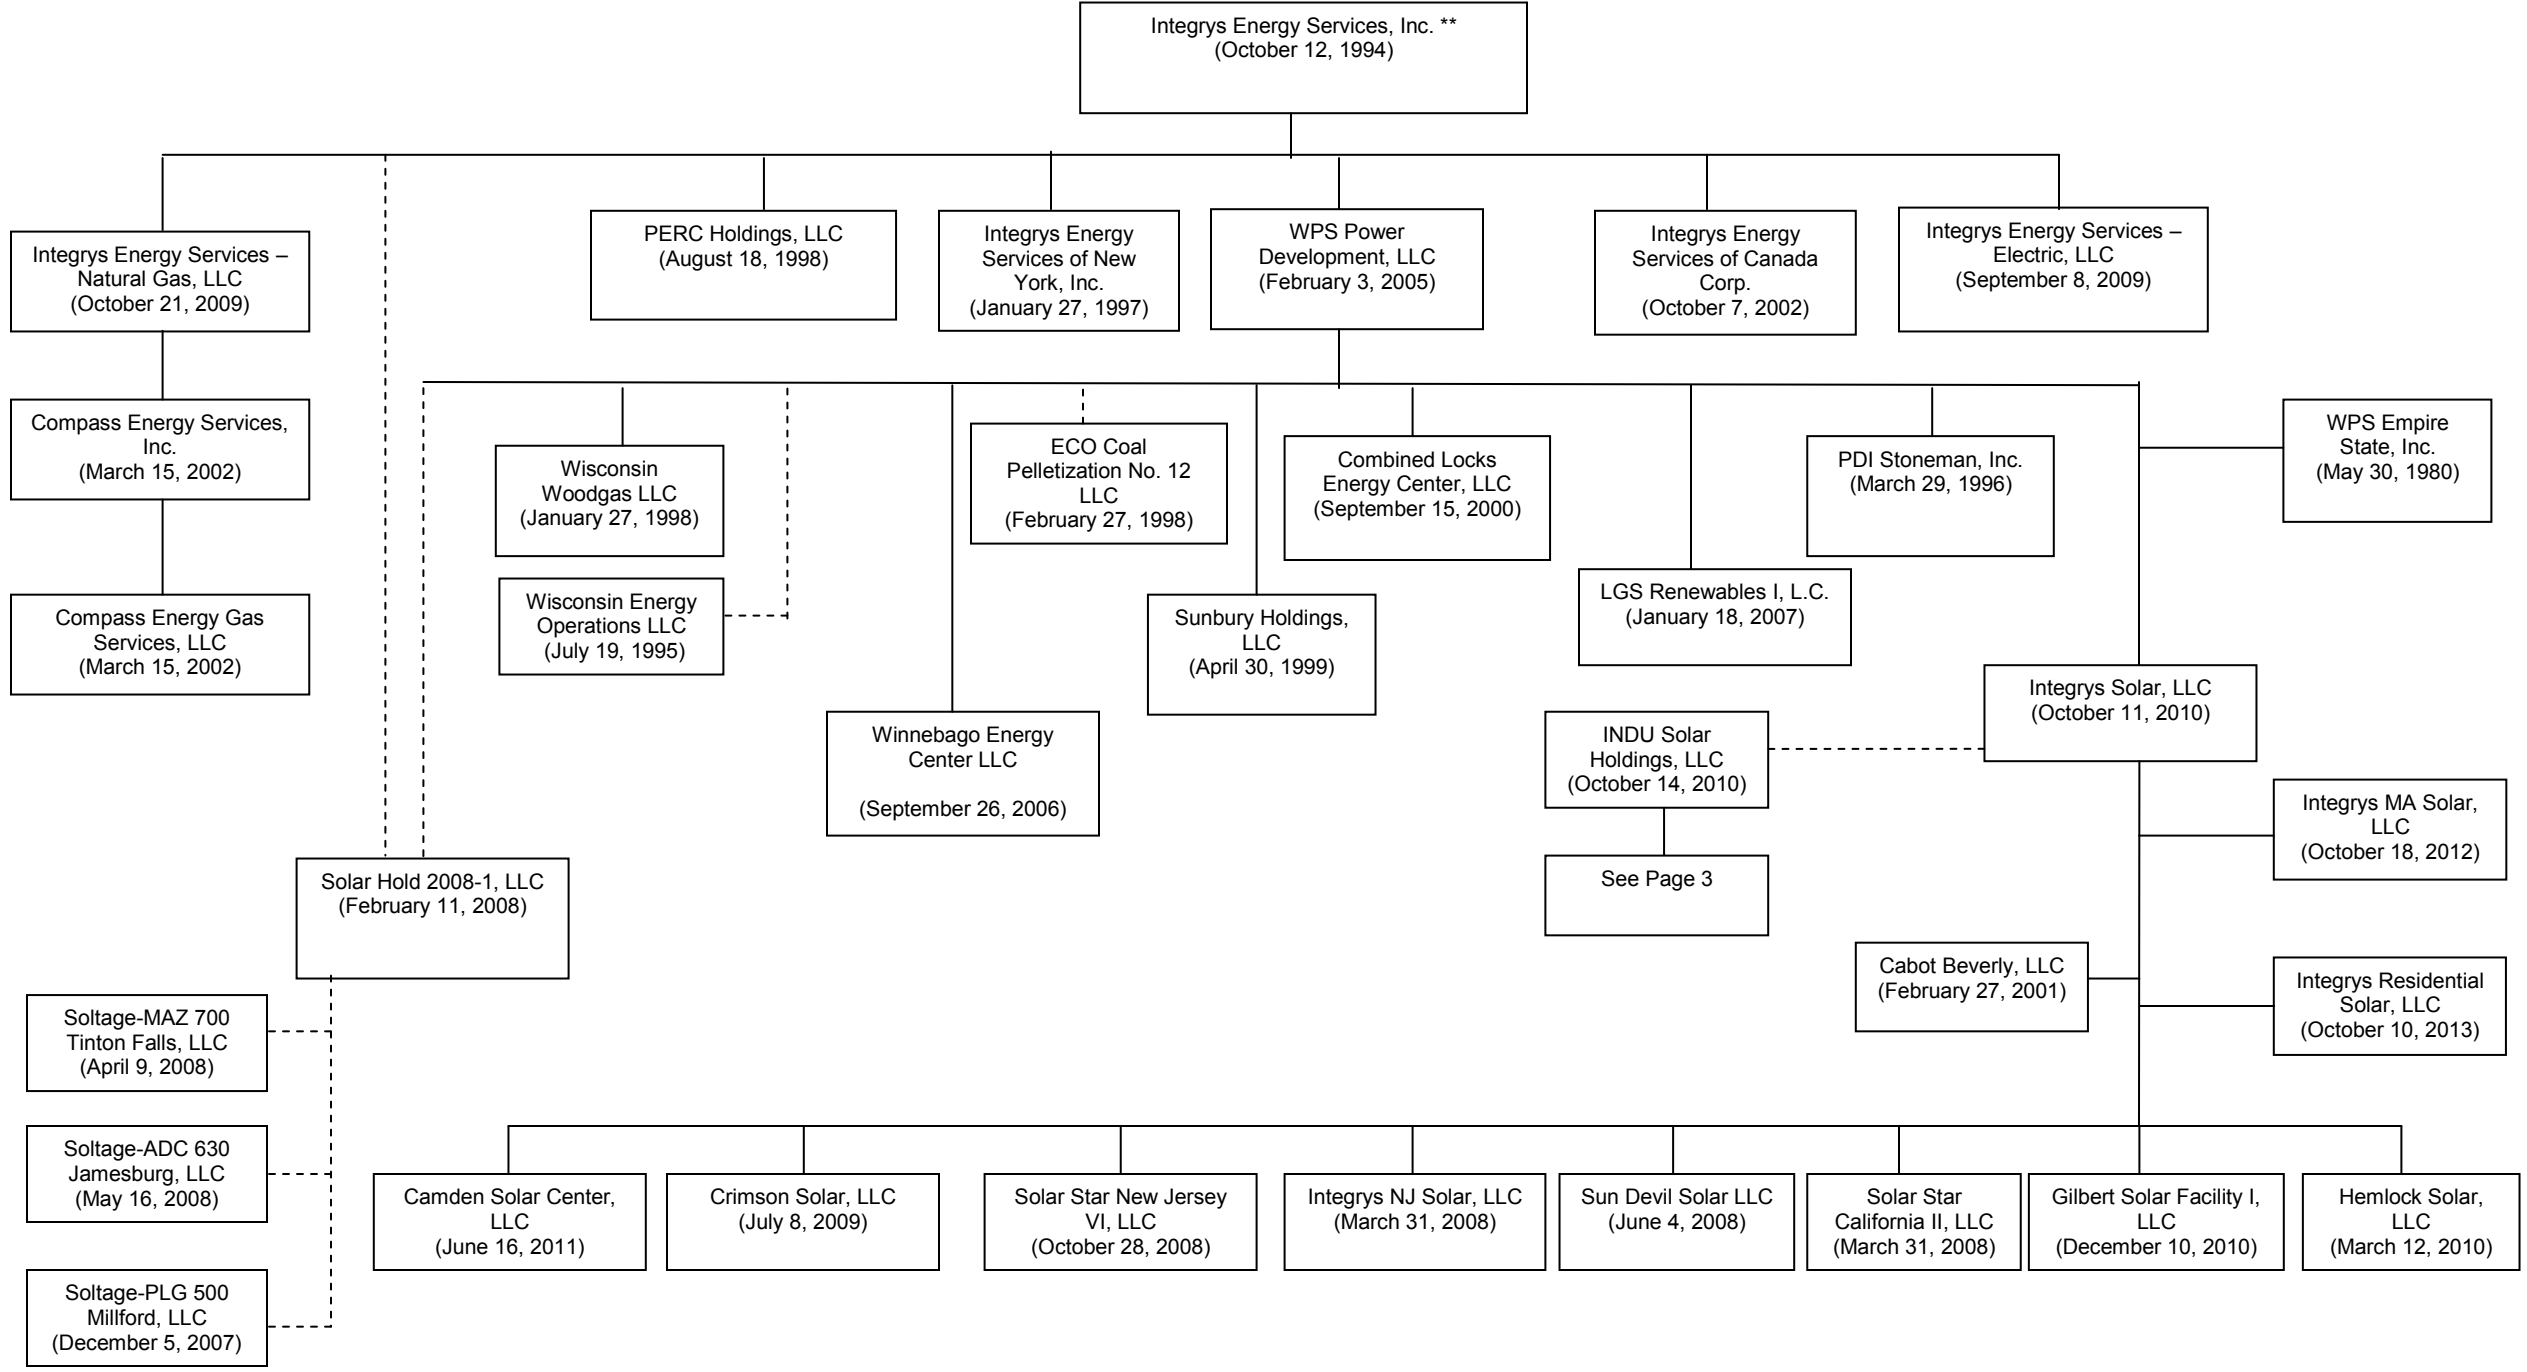 Integrys Energy Services, Inc. **
(October 12, 1994)
Integrys Energy Services –
Natural Gas, LLC
(October 21, 2009)
PERC Holdings, LLC
(August 18, 1998)
Integrys Energy
Services of New
York, Inc.
(January 27, 1997)
WPS Power
Development, LLC
(February 3, 2005)
Integrys Energy
Services of Canada
Corp.
(October 7, 2002)
Integrys Energy Services –
Electric, LLC
(September 8, 2009)
Compass Energy Services,
Inc.
(March 15, 2002)
Wisconsin
Woodgas LLC
(January 27, 1998)
ECO Coal
Pelletization No. 12
LLC
(February 27, 1998)
Combined Locks
Energy Center, LLC
(September 15, 2000)
PDI Stoneman, Inc.
(March 29, 1996)
WPS Empire
State, Inc.
(May 30, 1980)
Compass Energy Gas
Services, LLC
(March 15, 2002)
Wisconsin Energy
Operations LLC
(July 19, 1995)
Sunbury Holdings,
LLC
(April 30, 1999)
LGS Renewables I, L.C.
(January 18, 2007)
Integrys Solar, LLC
(October 11, 2010)
Winnebago Energy
Center LLC
(September 26, 2006)
INDU Solar
Holdings, LLC
(October 14, 2010)
Integrys MA Solar,
LLC
(October 18, 2012)
Solar Hold 2008-1, LLC
(February 11, 2008)
See Page 3
Cabot Beverly, LLC
(February 27, 2001)
Integrys Residential
Solar, LLC
(October 10, 2013)
Soltage-MAZ 700
Tinton Falls, LLC
(April 9, 2008)
Soltage-ADC 630
Jamesburg, LLC
(May 16, 2008)
Soltage-PLG 500
Millford, LLC
(December 5, 2007)
Camden Solar Center,
LLC
(June 16, 2011)
Crimson Solar, LLC
(July 8, 2009)
Solar Star New Jersey
VI, LLC
(October 28, 2008)
Integrys NJ Solar, LLC
(March 31, 2008)
Sun Devil Solar LLC
(June 4, 2008)
Solar Star
California II, LLC
(March 31, 2008)
Gilbert Solar Facility I,
LLC
(December 10, 2010)
Hemlock Solar,
LLC
(March 12, 2010)